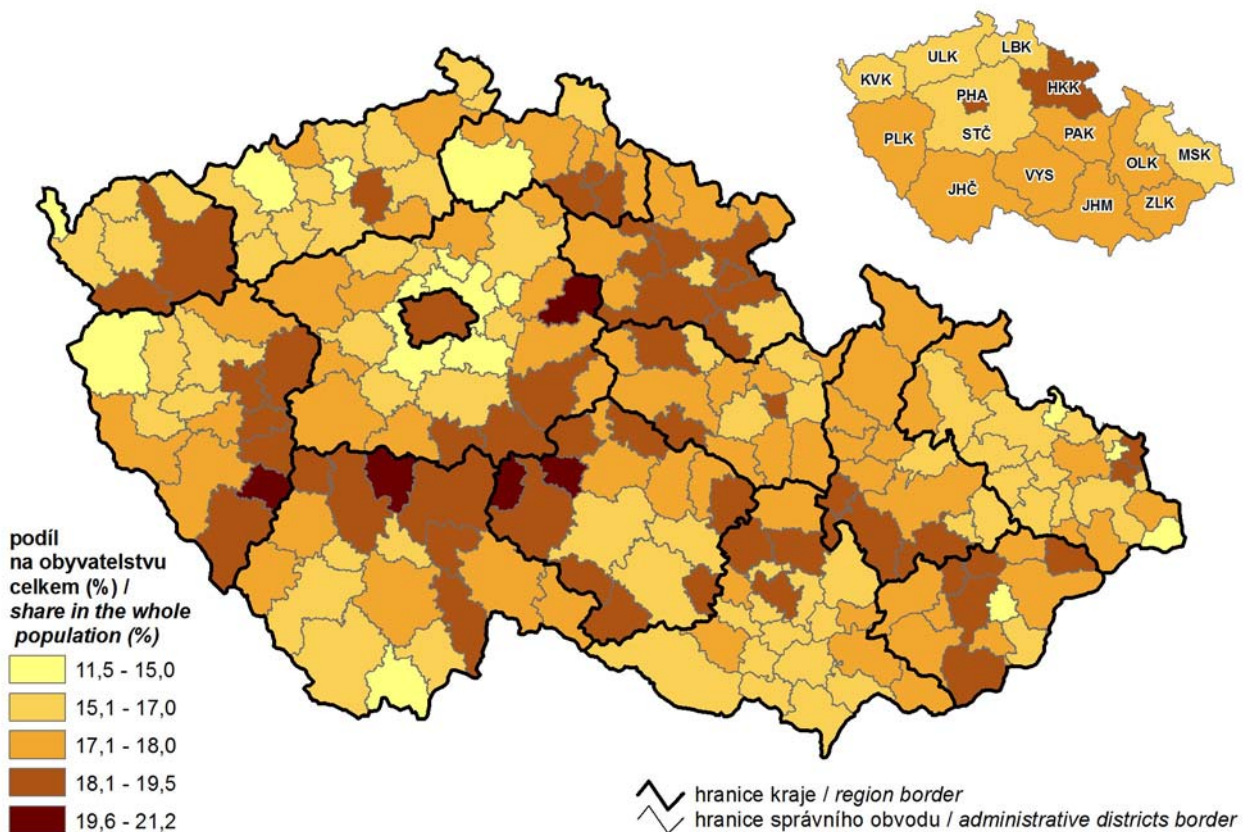 ULK
LBK
KVK
PHA
HKK
STČ
PLK
PAK
OLK
MSK
VYS
JHČ
JHM
ZLK
podíl
na obyvatelstvu
celkem (%) /
share in the whole
population (%)
11,5 - 15,0
15,1 - 17,0
17,1 - 18,0
18,1 - 19,5
19,6 - 21,2
hranice kraje / region border
hranice správního obvodu / administrative districts border